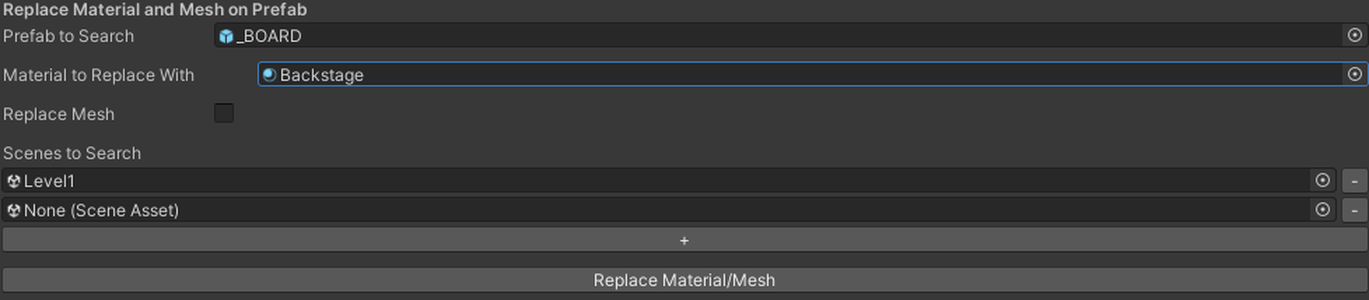 Replace Material and Mesh on Prefab
Prefab to Search _BOARD
Material to Replace With Backstage
Replace Mesh
Scenes to Search
Level1 -
None (Scene Asset) -
+
Replace Material/Mesh